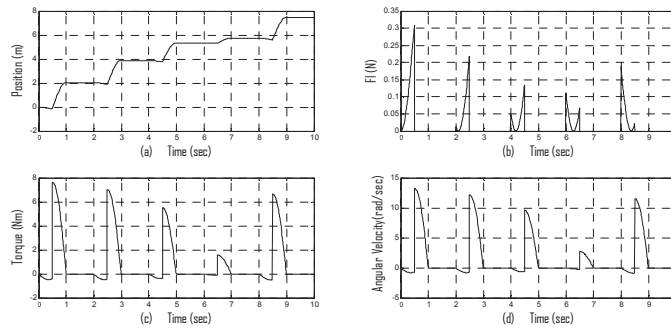 8
6
4
2
0
-2
Position (m)
0 1 2 3 4 5 6 7 8 9 10
(a) Time (sec)
0.35
0.3
0.25
0.2
0.15
0.1
0.05
0
FI (N)
0 1 2 3 4 5 6 7 8 9 10
(b) Time (sec)
8
6
4
2
0
-2
Torque (Nm)
0 1 2 3 4 5 6 7 8 9 10
(c) Time (sec)
15
10
5
0
-5
Angular Velocity(rad/sec)
0 1 2 3 4 5 6 7 8 9 10
(d) Time (sec)